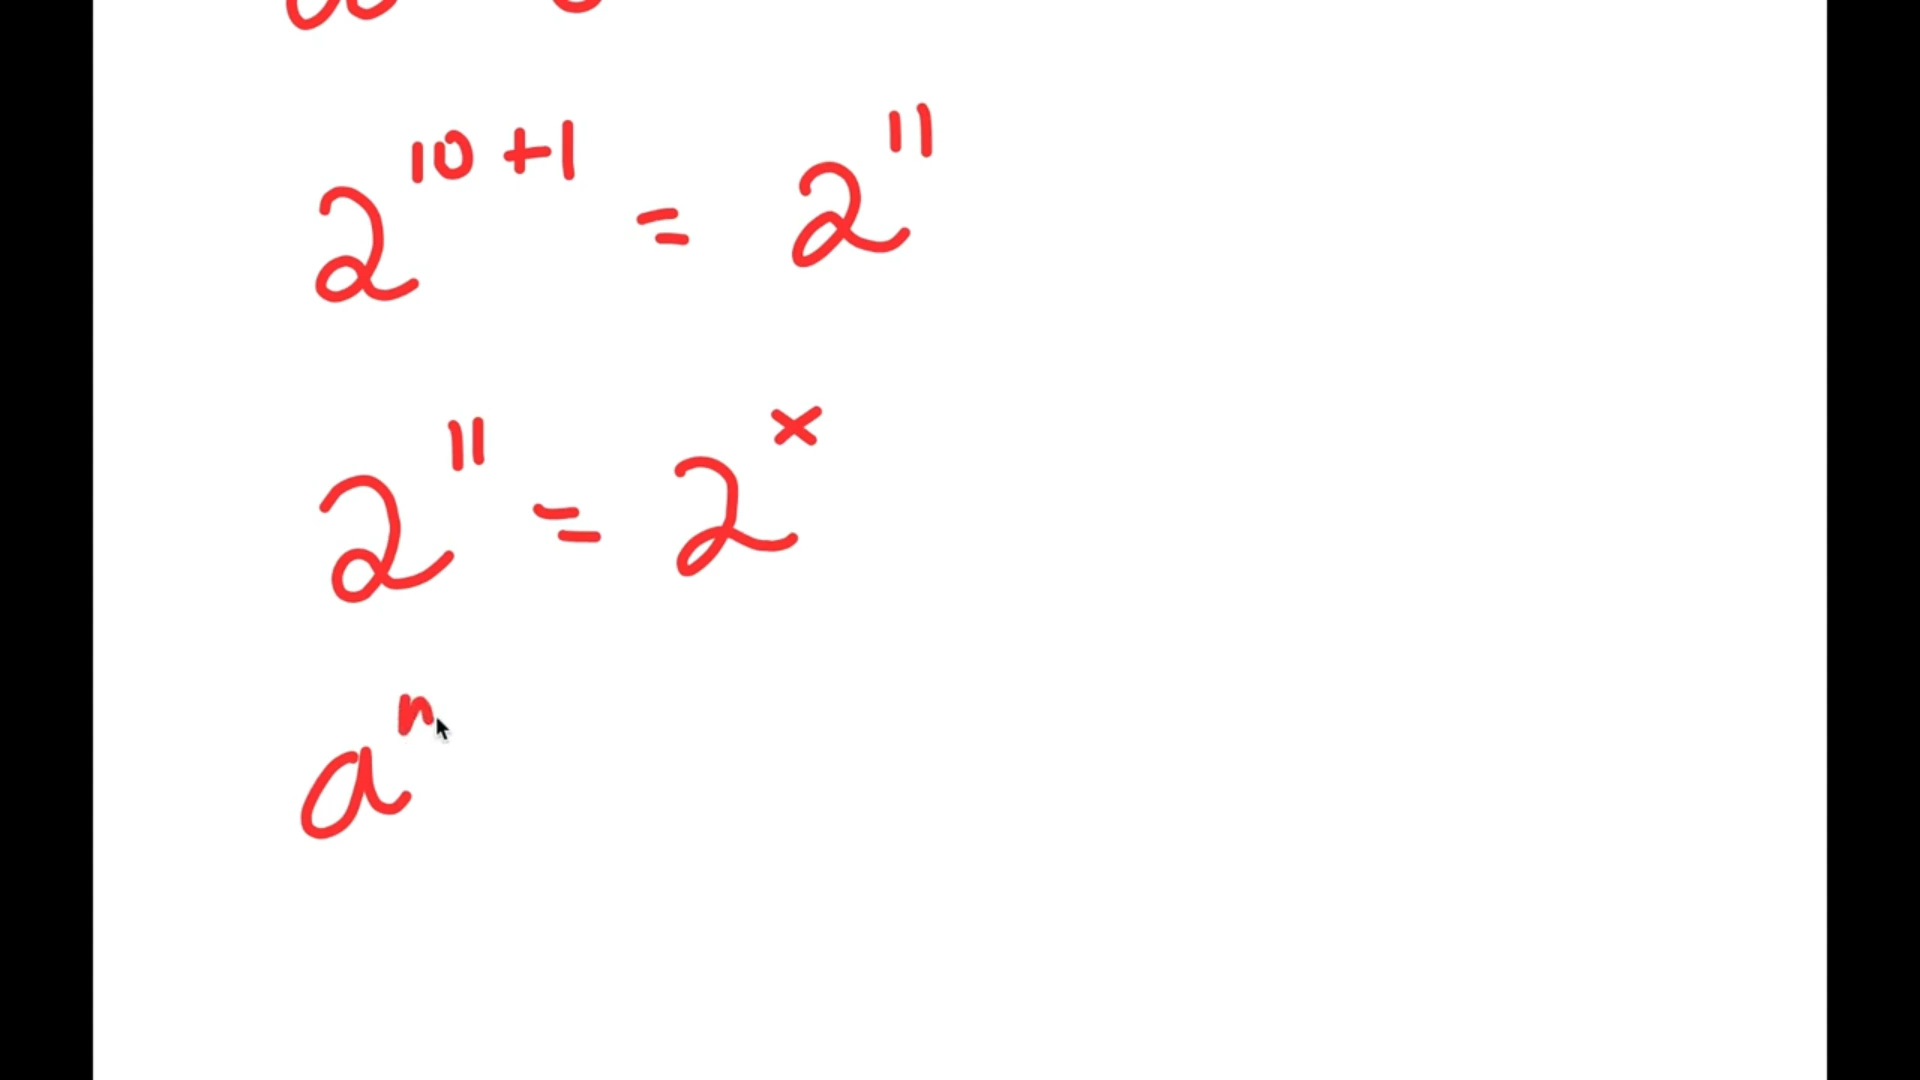 2^{10+1} = 2^{11}
2^{11} = 2^{x}
a^{n}